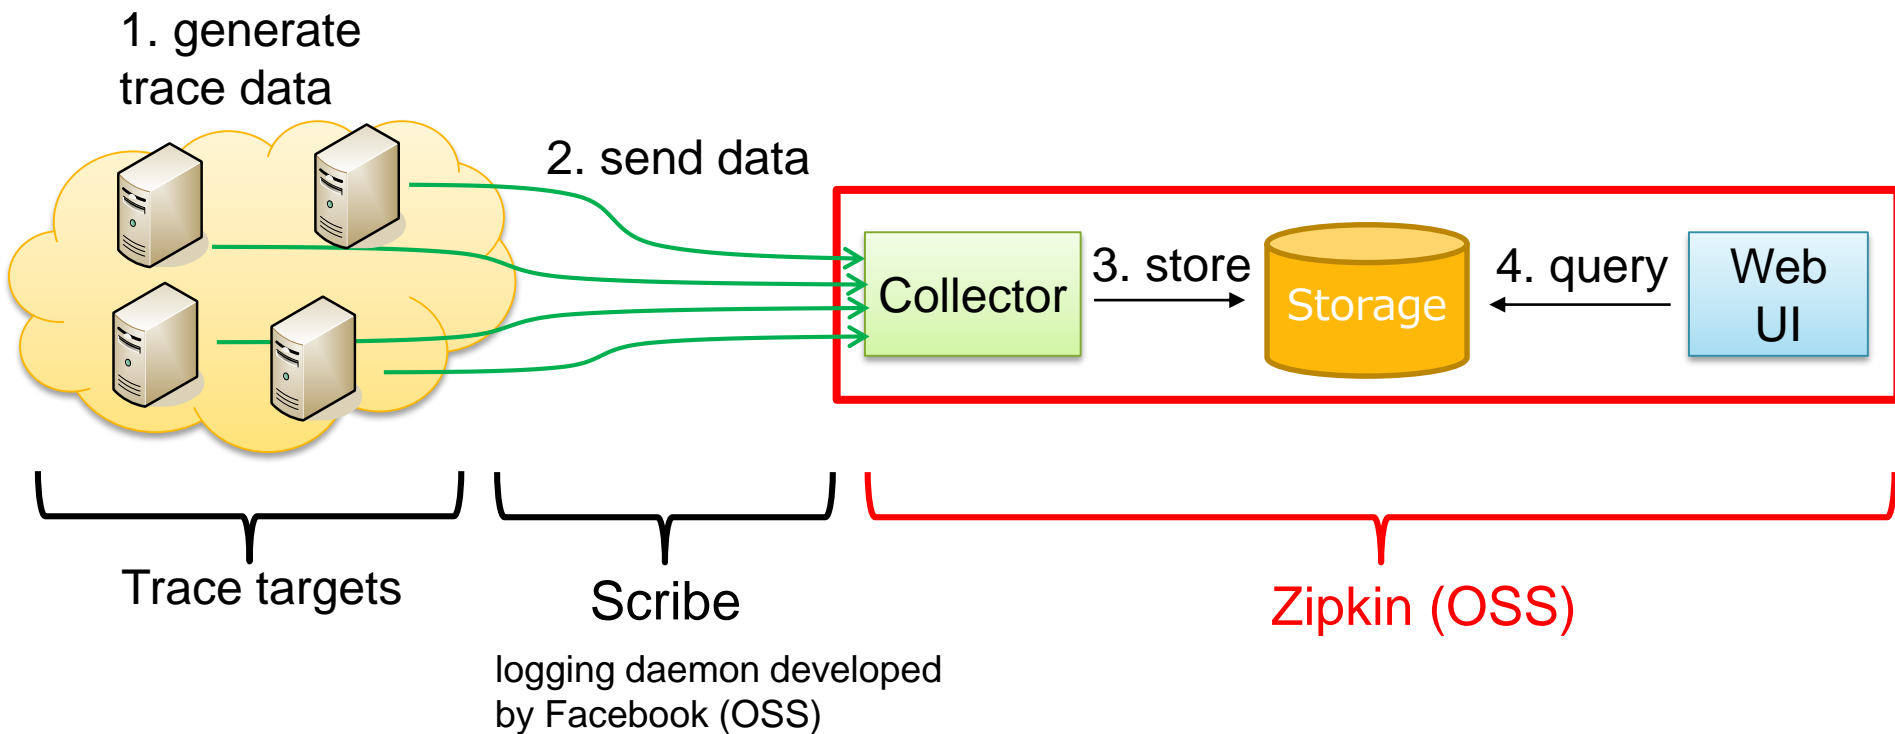 1. generate
trace data
2. send data
Collector
3. store
Storage
4. query
Web
UI
Trace targets
Scribe
logging daemon developed
by Facebook (OSS)
Zipkin (OSS)